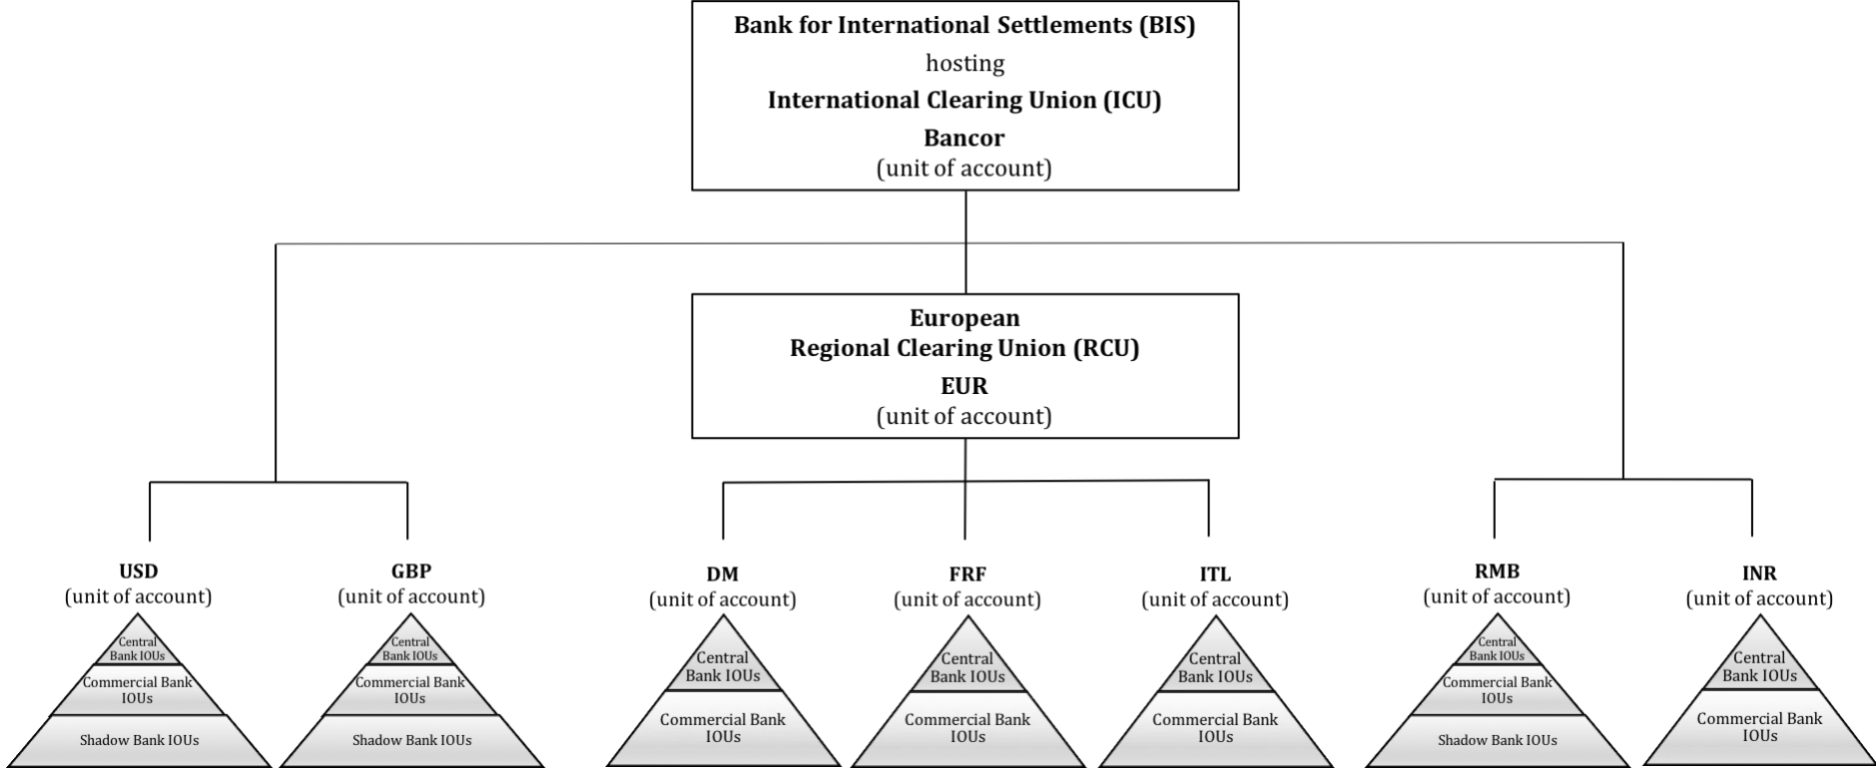 Bank for International Settlements (BIS)
hosting
International Clearing Union (ICU)
Bancor
(unit of account)
European
Regional Clearing Union (RCU)
EUR
(unit of account)
USD
(unit of account)
Central
Bank IOUs
Commercial Bank
IOUs
Shadow Bank IOUs
GBP
(unit of account)
Central
Bank IOUs
Commercial Bank
IOUs
Shadow Bank IOUs
DM
(unit of account)
Central
Bank IOUs
Commercial Bank
IOUs
FRF
(unit of account)
Central
Bank IOUs
Commercial Bank
IOUs
ITL
(unit of account)
Central
Bank IOUs
Commercial Bank
IOUs
RMB
(unit of account)
Central
Bank IOUs
Commercial Bank
IOUs
Shadow Bank IOUs
INR
(unit of account)
Central
Bank IOUs
Commercial Bank
IOUs